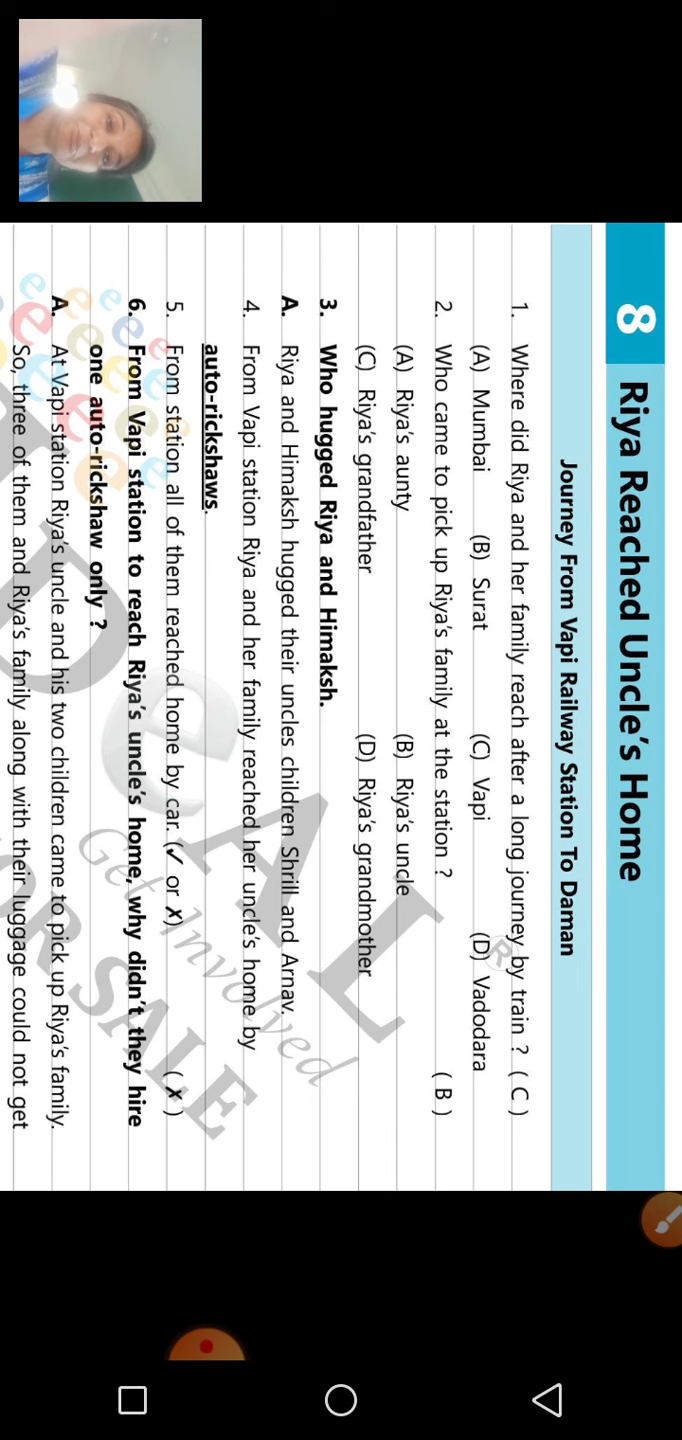 8 Riya Reached Uncle's Home
Journey From Vapi Railway Station To Daman
1. Where did Riya and her family reach after a long journey by train ? ( C )
(A) Mumbai (B) Surat (C) Vapi (D) Vadodara
2. Who came to pick up Riya's family at the station ? ( B )
(A) Riya's aunty (B) Riya's uncle
(C) Riya's grandfather (D) Riya's grandmother
3. Who hugged Riya and Himaksh.
A. Riya and Himaksh hugged their uncles children Shrill and Arnav.
4. From Vapi station Riya and her family reached her uncle's home by
auto-rickshaws.
5. From station all of them reached home by car. (✓ or ✗) ( ✗ )
6. From Vapi station to reach Riya's uncle's home, why didn't they hire
one auto-rickshaw only ?
A. At Vapi station Riya's uncle and his two children came to pick up Riya's family.
So, three of them and Riya's family along with their luggage could not get
IDeAL
®
Get Involved
OR SALE